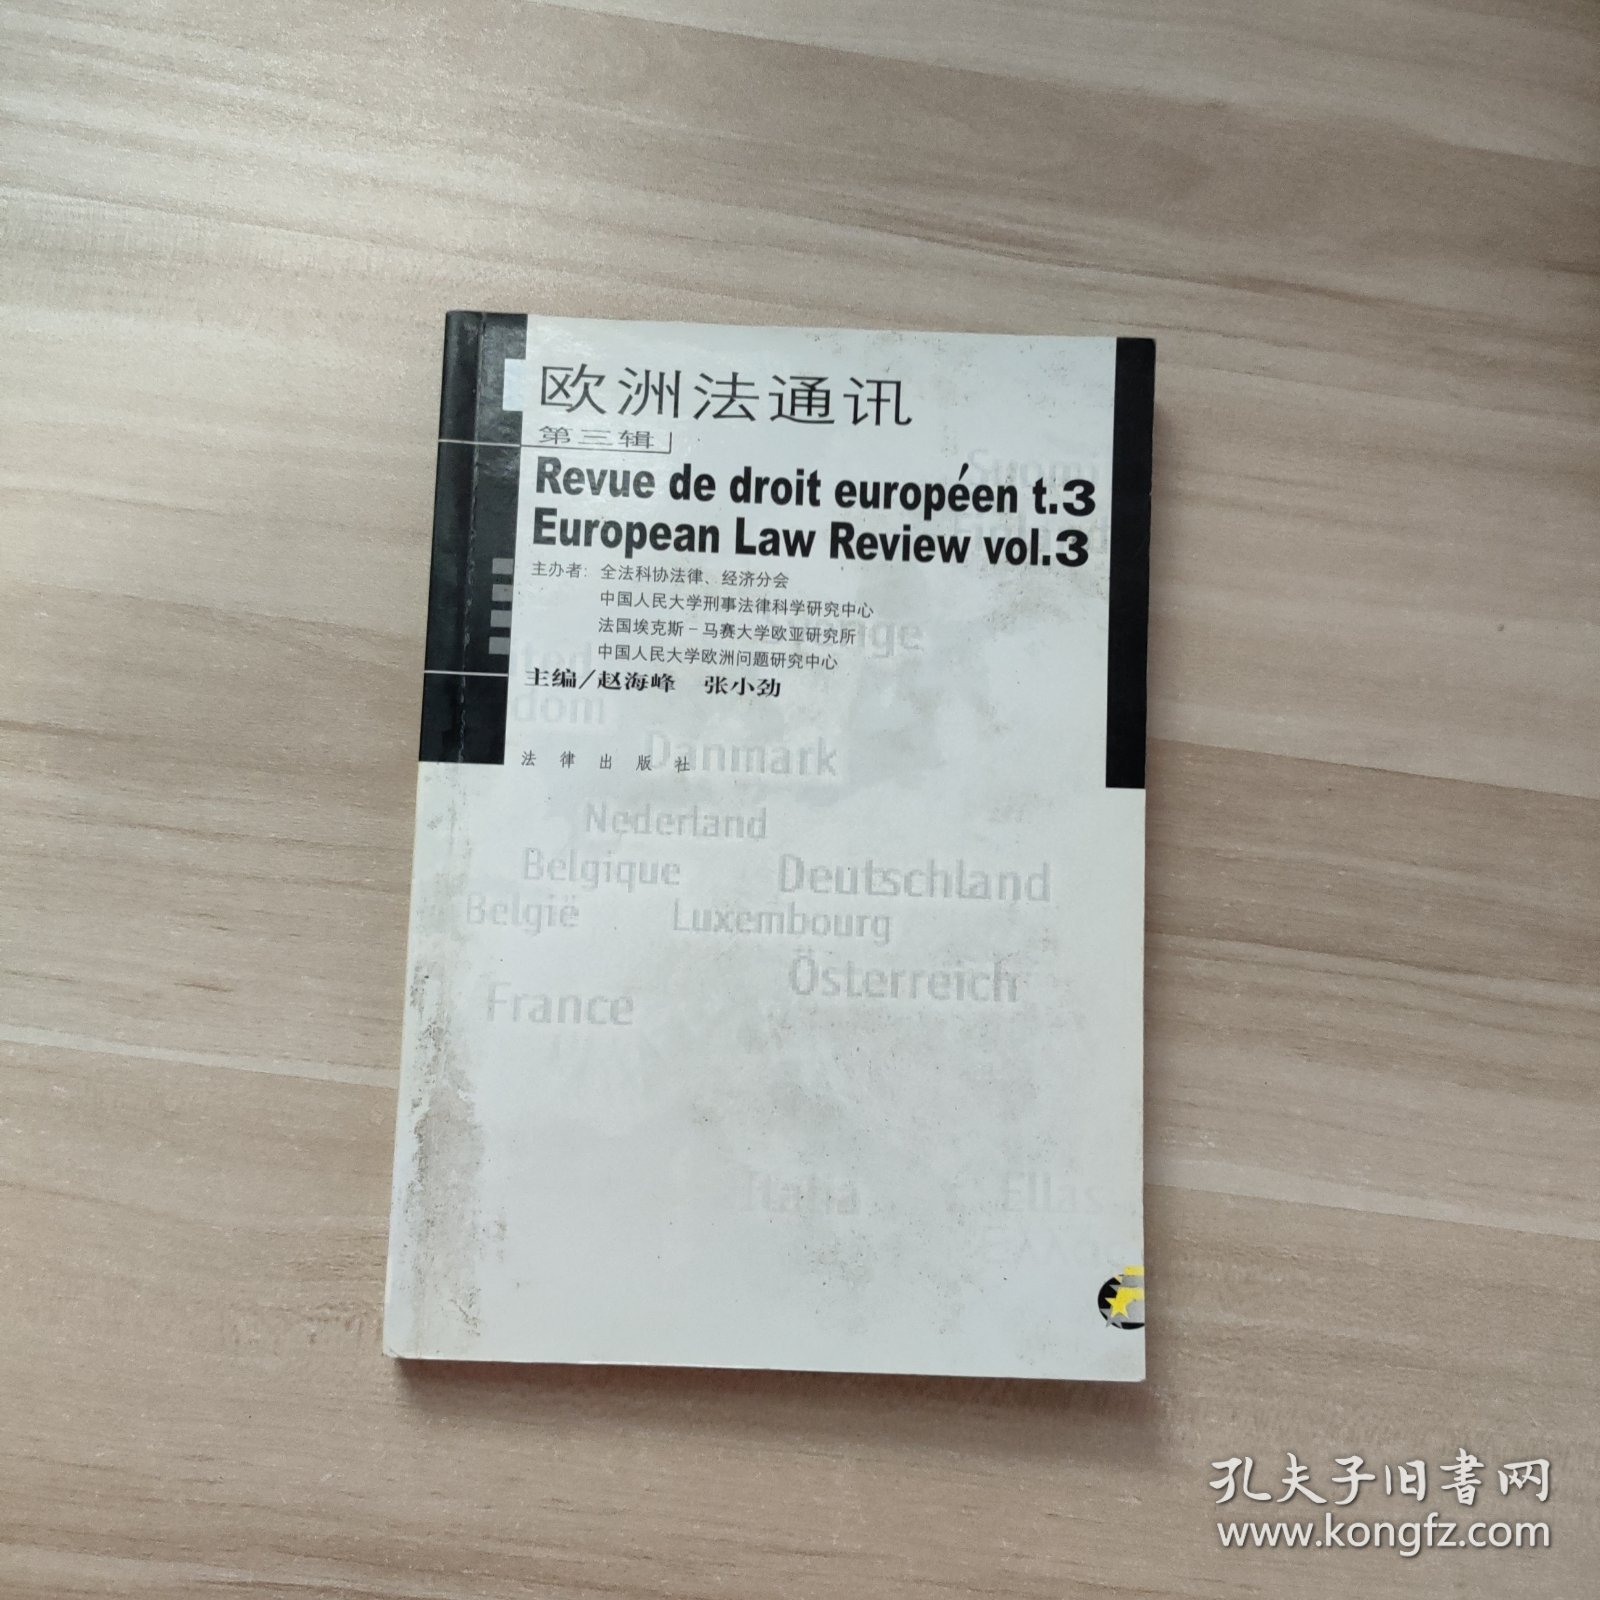 欧洲法通讯
第三辑
Revue de droit européen t.3
European Law Review vol.3
主办者：全法科协法律、经济分会
中国人民大学刑事法律科学研究中心
法国埃克斯－马赛大学欧亚研究所
中国人民大学欧洲问题研究中心
主编/赵海峰 张小劲
法律出版社
Suomi
Finland
Sverige
dom
Danmark
Nederland
Belgique
Deutschland
België
Luxembourg
Österreich
France
Italia
Ellas
孔夫子旧书网
www.kongfz.com